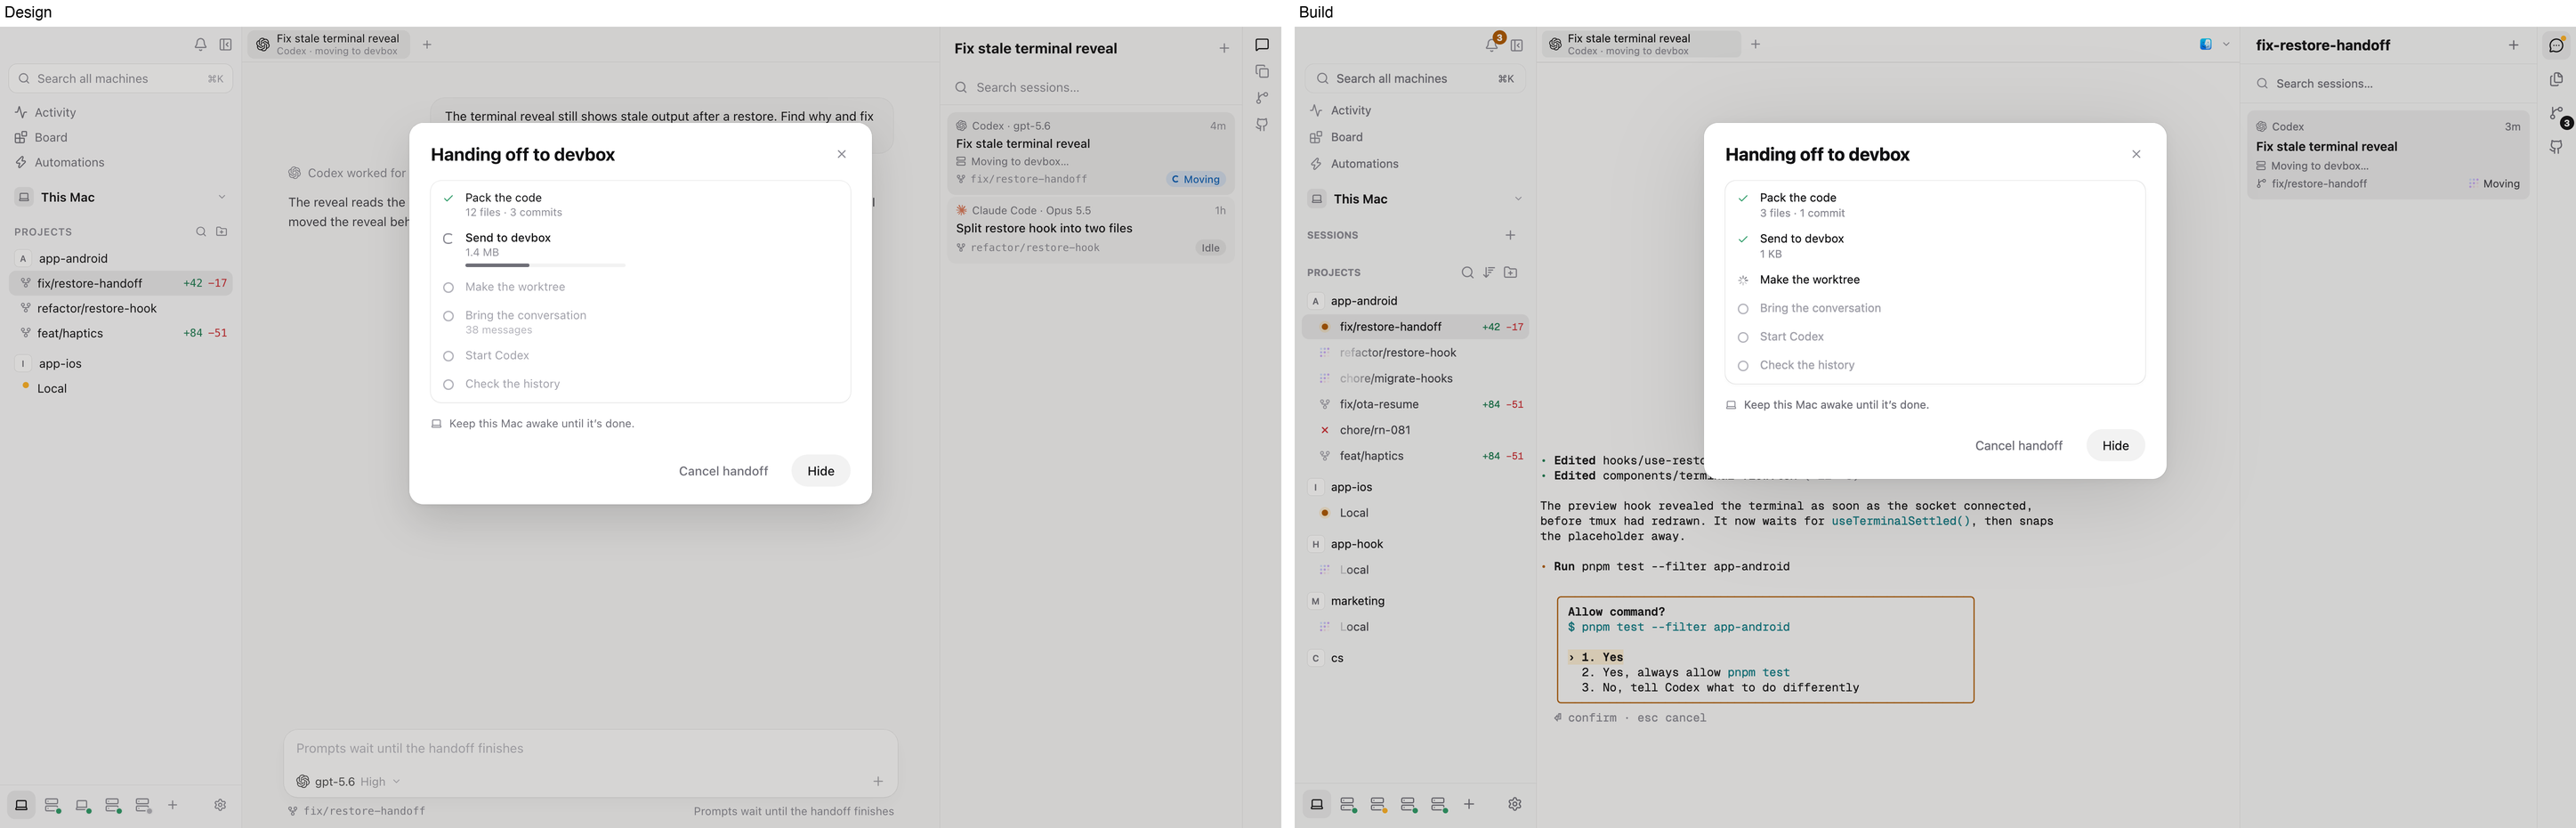 Design
Fix stale terminal reveal
Codex · moving to devbox
Search all machines ⌘K
Activity
Board
Automations
This Mac
PROJECTS
A app-android
fix/restore-handoff +42 −17
refactor/restore-hook
feat/haptics +84 −51
I app-ios
Local
The terminal reveal still shows stale output after a restore. Find why and fix
Codex worked for
The reveal reads the
moved the reveal beh
Handing off to devbox
Pack the code
12 files · 3 commits
Send to devbox
1.4 MB
Make the worktree
Bring the conversation
38 messages
Start Codex
Check the history
Keep this Mac awake until it’s done.
Cancel handoff Hide
Prompts wait until the handoff finishes
gpt-5.6 High
fix/restore-handoff Prompts wait until the handoff finishes
Fix stale terminal reveal
Search sessions...
Codex · gpt-5.6 4m
Fix stale terminal reveal
Moving to devbox...
fix/restore-handoff Moving
Claude Code · Opus 5.5 1h
Split restore hook into two files
refactor/restore-hook Idle
Build
3
Fix stale terminal reveal
Codex · moving to devbox
Search all machines ⌘K
Activity
Board
Automations
This Mac
SESSIONS
PROJECTS
A app-android
fix/restore-handoff +42 −17
refactor/restore-hook
chore/migrate-hooks
fix/ota-resume +84 −51
chore/rn-081
feat/haptics +84 −51
I app-ios
Local
H app-hook
Local
M marketing
Local
C cs
Handing off to devbox
Pack the code
3 files · 1 commit
Send to devbox
1 KB
Make the worktree
Bring the conversation
Start Codex
Check the history
Keep this Mac awake until it’s done.
Cancel handoff Hide
• Edited hooks/use-resto
• Edited components/term
The preview hook revealed the terminal as soon as the socket connected,
before tmux had redrawn. It now waits for useTerminalSettled(), then snaps
the placeholder away.
• Run pnpm test --filter app-android
Allow command?
$ pnpm test --filter app-android
› 1. Yes
2. Yes, always allow pnpm test
3. No, tell Codex what to do differently
⏎ confirm · esc cancel
fix-restore-handoff
Search sessions...
Codex 3m
Fix stale terminal reveal
Moving to devbox...
fix/restore-handoff Moving
3